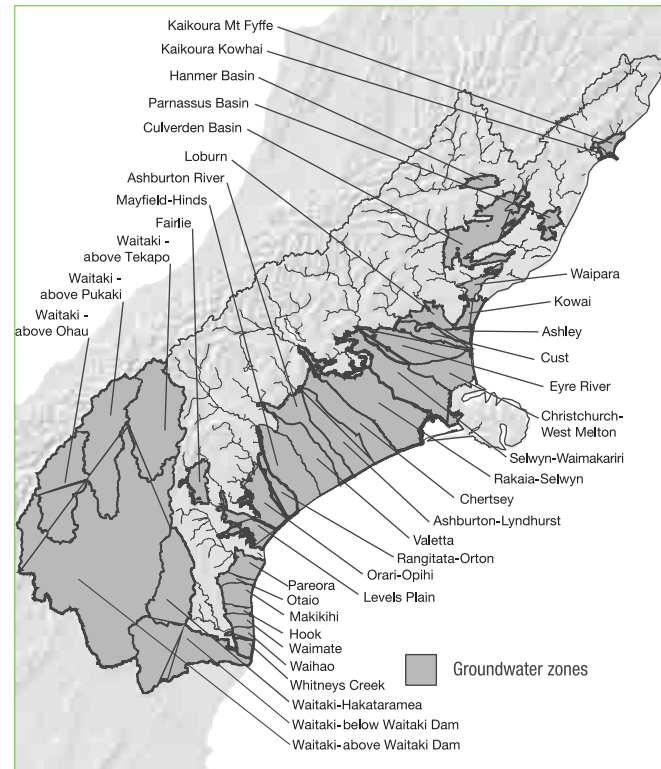 Kaikoura Mt Fyffe
Kaikoura Kowhai
Hanmer Basin
Parnassus Basin
Culverden Basin
Loburn
Ashburton River
Mayfield-Hinds
Fairlie
Waitaki -
above Tekapo
Waitaki -
above Pukaki
Waitaki -
above Ohau
Waipara
Kowai
Ashley
Cust
Eyre River
Christchurch-
West Melton
Selwyn-Waimakariri
Rakaia-Selwyn
Chertsey
Ashburton-Lyndhurst
Valetta
Rangitata-Orton
Orari-Opihi
Levels Plain
Pareora
Otaio
Makikihi
Hook
Waimate
Waihao
Whitneys Creek
Waitaki-Hakataramea
Waitaki-below Waitaki Dam
Waitaki-above Waitaki Dam
Groundwater zones